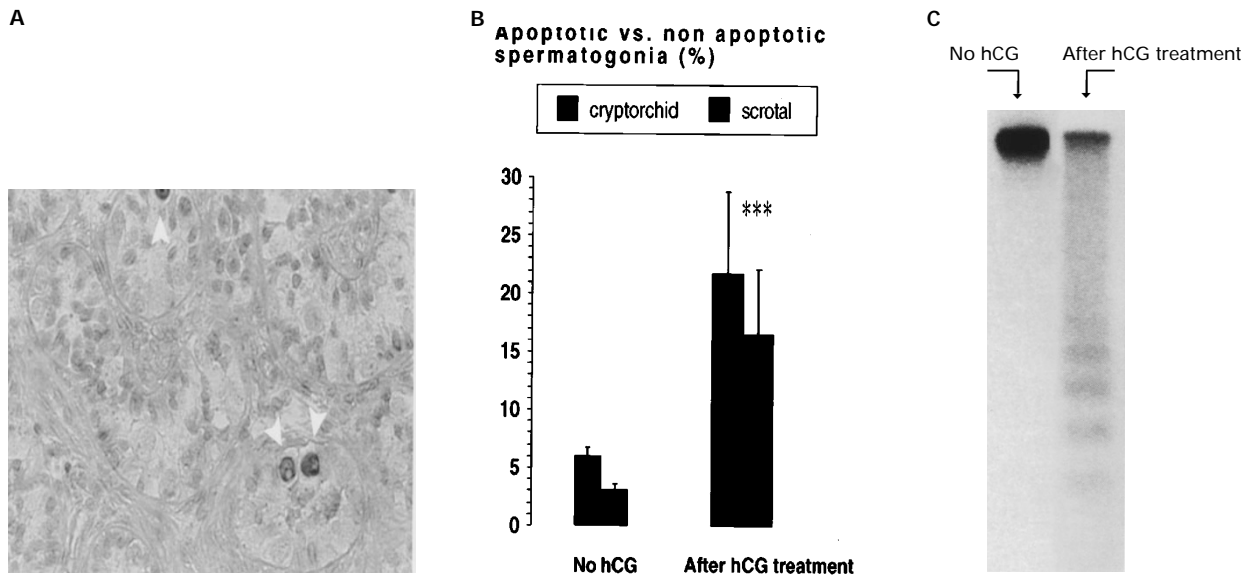 A
B
Apoptotic vs. non apoptotic
spermatogonia (%)
cryptorchid scrotal
30
25
20
15
10
5
0
***
No hCG After hCG treatment
C
No hCG After hCG treatment